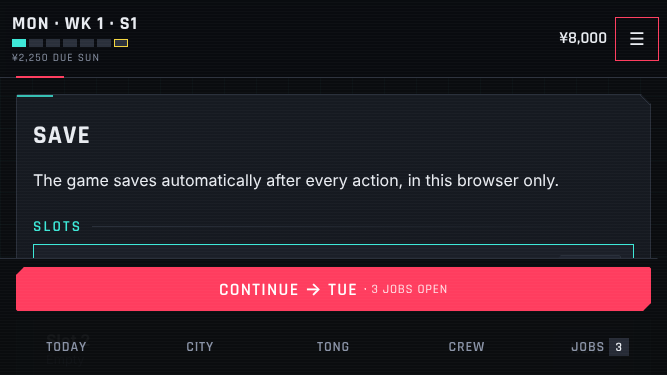 MON · WK 1 · S1
¥2,250 DUE SUN
¥8,000
SAVE
The game saves automatically after every action, in this browser only.
SLOTS
CONTINUE → TUE · 3 JOBS OPEN
TODAY
CITY
TONG
CREW
JOBS 3